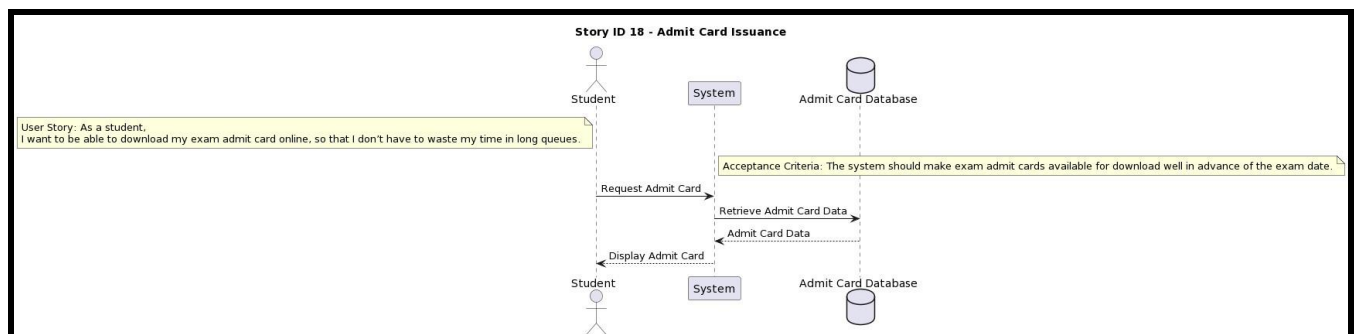 Story ID 18 - Admit Card Issuance
Student
System
Admit Card Database
User Story: As a student,
I want to be able to download my exam admit card online, so that I don't have to waste my time in long queues.
Acceptance Criteria: The system should make exam admit cards available for download well in advance of the exam date.
Request Admit Card
Retrieve Admit Card Data
Admit Card Data
Display Admit Card
Student
System
Admit Card Database